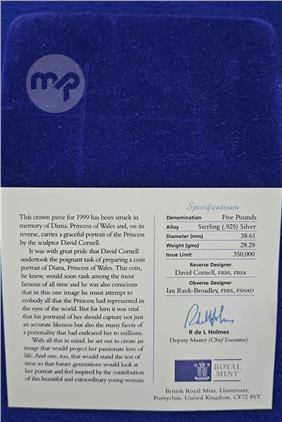 mp
This crown piece for 1999 has been struck in
memory of Diana, Princess of Wales and, on its
reverse, carries a graceful portrait of the Princess
by the sculptor David Cornell.
It was with great pride that David Cornell
undertook the poignant task of preparing a coin
portrait of Diana, Princess of Wales. This coin,
he knew, would soon rank among the most
famous of all time and he was also conscious
that in this one image he must attempt to
embody all that the Princess had represented in
the eyes of the world. But for him it was vital
that his portrayal of her should capture not just
an accurate likeness but also the many facets of
a personality that had endeared her to millions.
With all this in mind, he set out to create an
image that would project her passionate love of
life. And one, too, that would stand the test of
time so that future generations would look at
her portrait and feel inspired by the contribution
of this beautiful and extraordinary young woman.
Specifications
Denomination Five Pounds
Alloy Sterling (.925) Silver
Diameter (mm) 38.61
Weight (gms) 28.28
Issue Limit 350,000
Reverse Designer
David Cornell, FRBS, FRSA
Obverse Designer
Ian Rank-Broadley, FRBS, FSNAD
R de L Holmes
Deputy Master (Chief Executive)
ROYAL
MINT
British Royal Mint, Llantrisant,
Pontyclun, United Kingdom, CF72 8YT